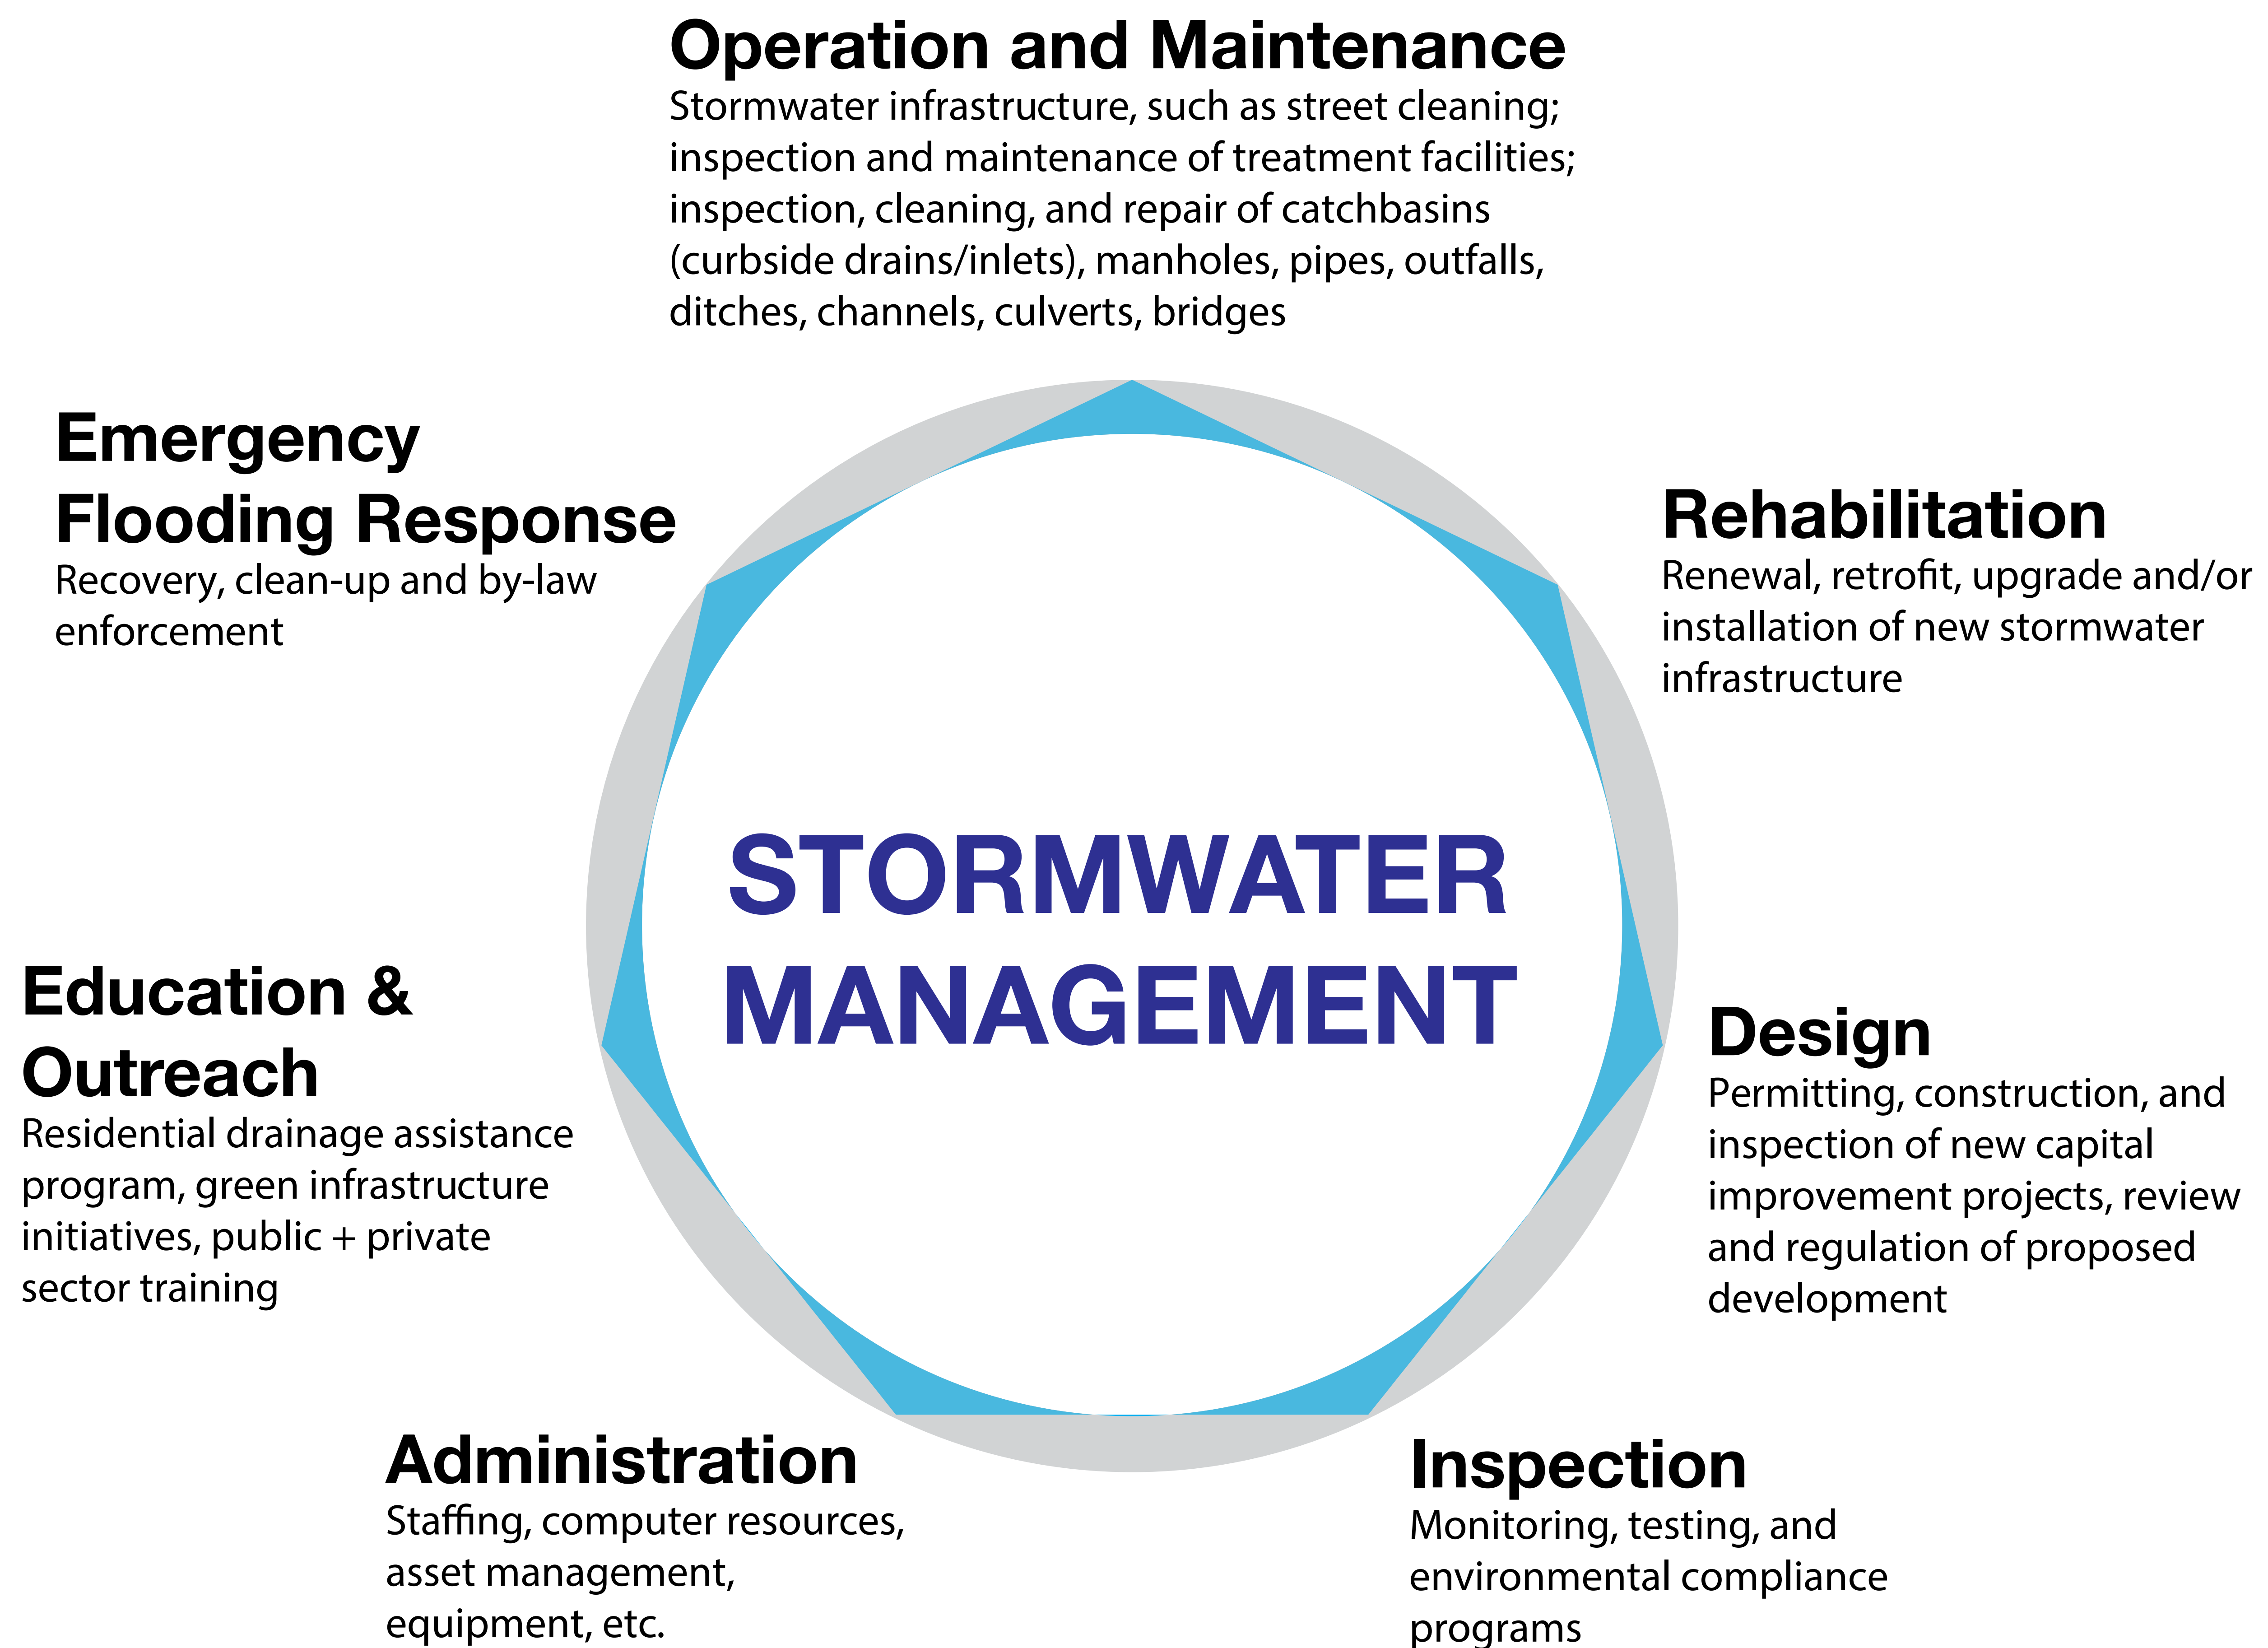 Operation and Maintenance
Stormwater infrastructure, such as street cleaning;
inspection and maintenance of treatment facilities;
inspection, cleaning, and repair of catchbasins
(curbside drains/inlets), manholes, pipes, outfalls,
ditches, channels, culverts, bridges
Emergency
Flooding Response
Recovery, clean-up and by-law
enforcement
Rehabilitation
Renewal, retrofit, upgrade and/or
installation of new stormwater
infrastructure
STORMWATER
MANAGEMENT
Education &
Outreach
Residential drainage assistance
program, green infrastructure
initiatives, public + private
sector training
Design
Permitting, construction, and
inspection of new capital
improvement projects, review
and regulation of proposed
development
Administration
Staffing, computer resources,
asset management,
equipment, etc.
Inspection
Monitoring, testing, and
environmental compliance
programs